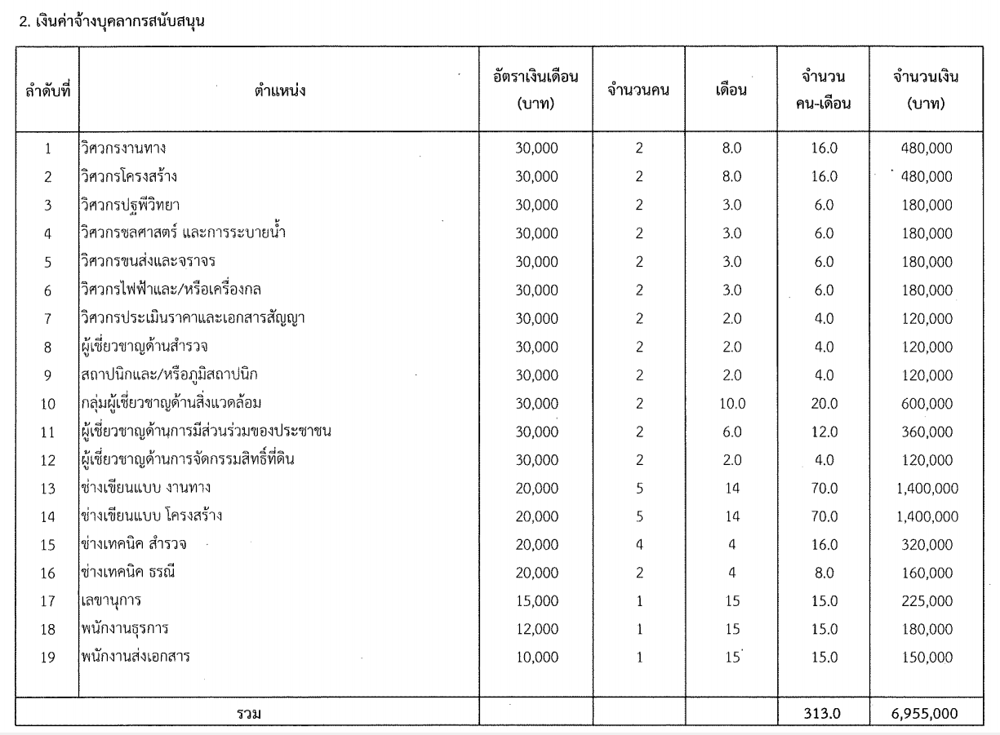 2. เงินค่าจ้างบุคลากรสนับสนุน
ลำดับที่ ตำแหน่ง อัตราเงินเดือน (บาท) จำนวนคน เดือน จำนวน คน-เดือน จำนวนเงิน (บาท)
1 วิศวกรงานทาง 30,000 2 8.0 16.0 480,000
2 วิศวกรโครงสร้าง 30,000 2 8.0 16.0 480,000
3 วิศวกรปฐพีวิทยา 30,000 2 3.0 6.0 180,000
4 วิศวกรชลศาสตร์ และการระบายน้ำ 30,000 2 3.0 6.0 180,000
5 วิศวกรขนส่งและจราจร 30,000 2 3.0 6.0 180,000
6 วิศวกรไฟฟ้าและ/หรือเครื่องกล 30,000 2 3.0 6.0 180,000
7 วิศวกรประเมินราคาและเอกสารสัญญา 30,000 2 2.0 4.0 120,000
8 ผู้เชี่ยวชาญด้านสำรวจ 30,000 2 2.0 4.0 120,000
9 สถาปนิกและ/หรือภูมิสถาปนิก 30,000 2 2.0 4.0 120,000
10 กลุ่มผู้เชี่ยวชาญด้านสิ่งแวดล้อม 30,000 2 10.0 20.0 600,000
11 ผู้เชี่ยวชาญด้านการมีส่วนร่วมของประชาชน 30,000 2 6.0 12.0 360,000
12 ผู้เชี่ยวชาญด้านการจัดกรรมสิทธิ์ที่ดิน 30,000 2 2.0 4.0 120,000
13 ช่างเขียนแบบ งานทาง 20,000 5 14 70.0 1,400,000
14 ช่างเขียนแบบ โครงสร้าง 20,000 5 14 70.0 1,400,000
15 ช่างเทคนิค สำรวจ 20,000 4 4 16.0 320,000
16 ช่างเทคนิค ธรณี 20,000 2 4 8.0 160,000
17 เลขานุการ 15,000 1 15 15.0 225,000
18 พนักงานธุรการ 12,000 1 15 15.0 180,000
19 พนักงานส่งเอกสาร 10,000 1 15 15.0 150,000
รวม 313.0 6,955,000